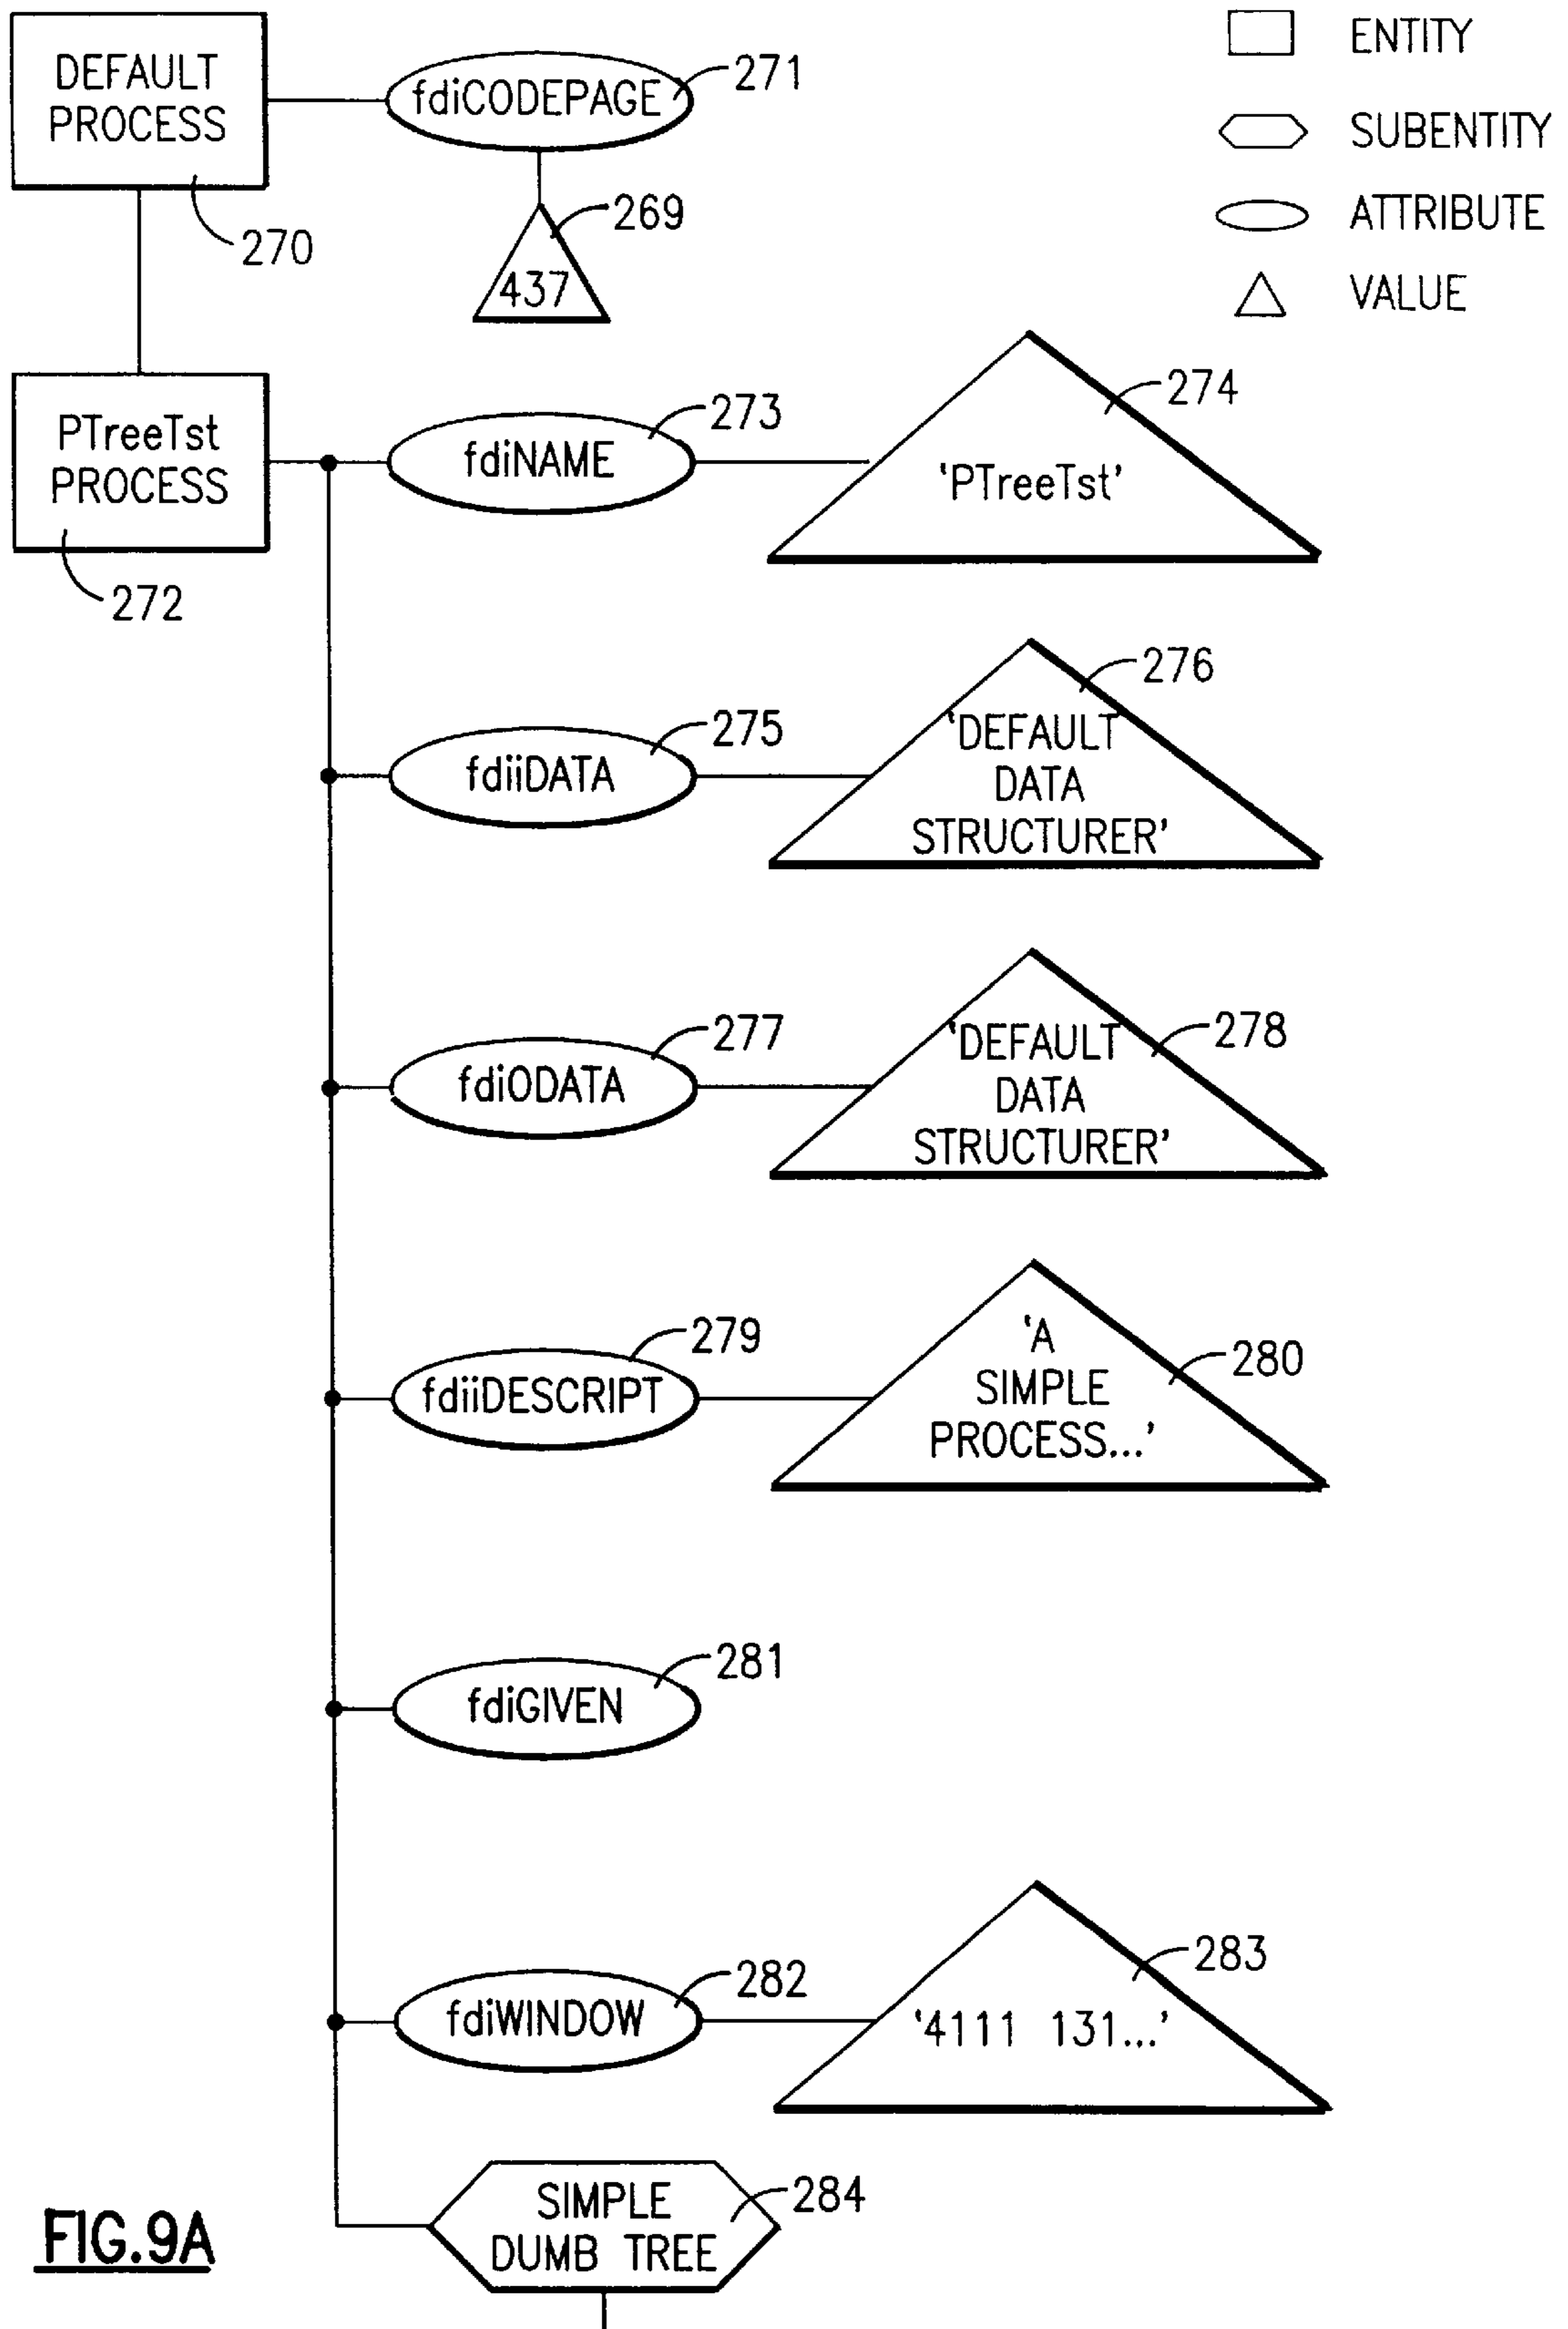 DEFAULT
PROCESS
270
fdiCODEPAGE
271
269
437
ENTITY
SUBENTITY
ATTRIBUTE
VALUE
PTreeTst
PROCESS
272
fdiNAME
273
'PTreeTst'
274
fdiiDATA
275
'DEFAULT
DATA
STRUCTURER'
276
fdiODATA
277
'DEFAULT
DATA
STRUCTURER'
278
fdiiDESCRIPT
279
'A
SIMPLE
PROCESS...'
280
fdiGIVEN
281
fdiWINDOW
282
'4111 131...'
283
SIMPLE
DUMB TREE
284
FIG.9A